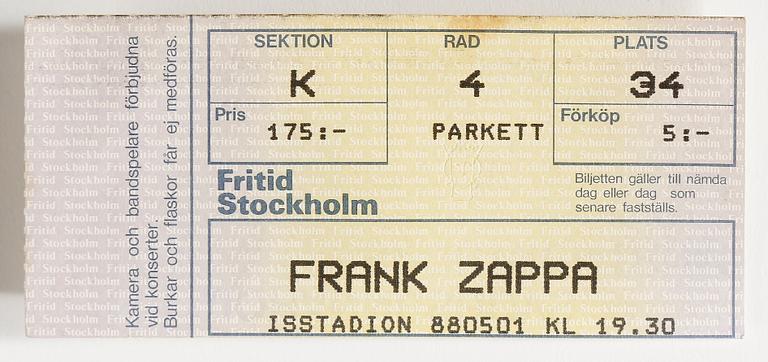 Kamera och bandspelare förbjudna
vid konserter.
Burkar och flaskor får ej medföras.
SEKTION RAD PLATS
K 4 34
Pris Förköp
175:- PARKETT 5:-
Fritid
Stockholm
Biljetten gäller till nämda
dag eller dag som
senare fastställs.
FRANK ZAPPA
ISSTADION 880501 KL 19.30